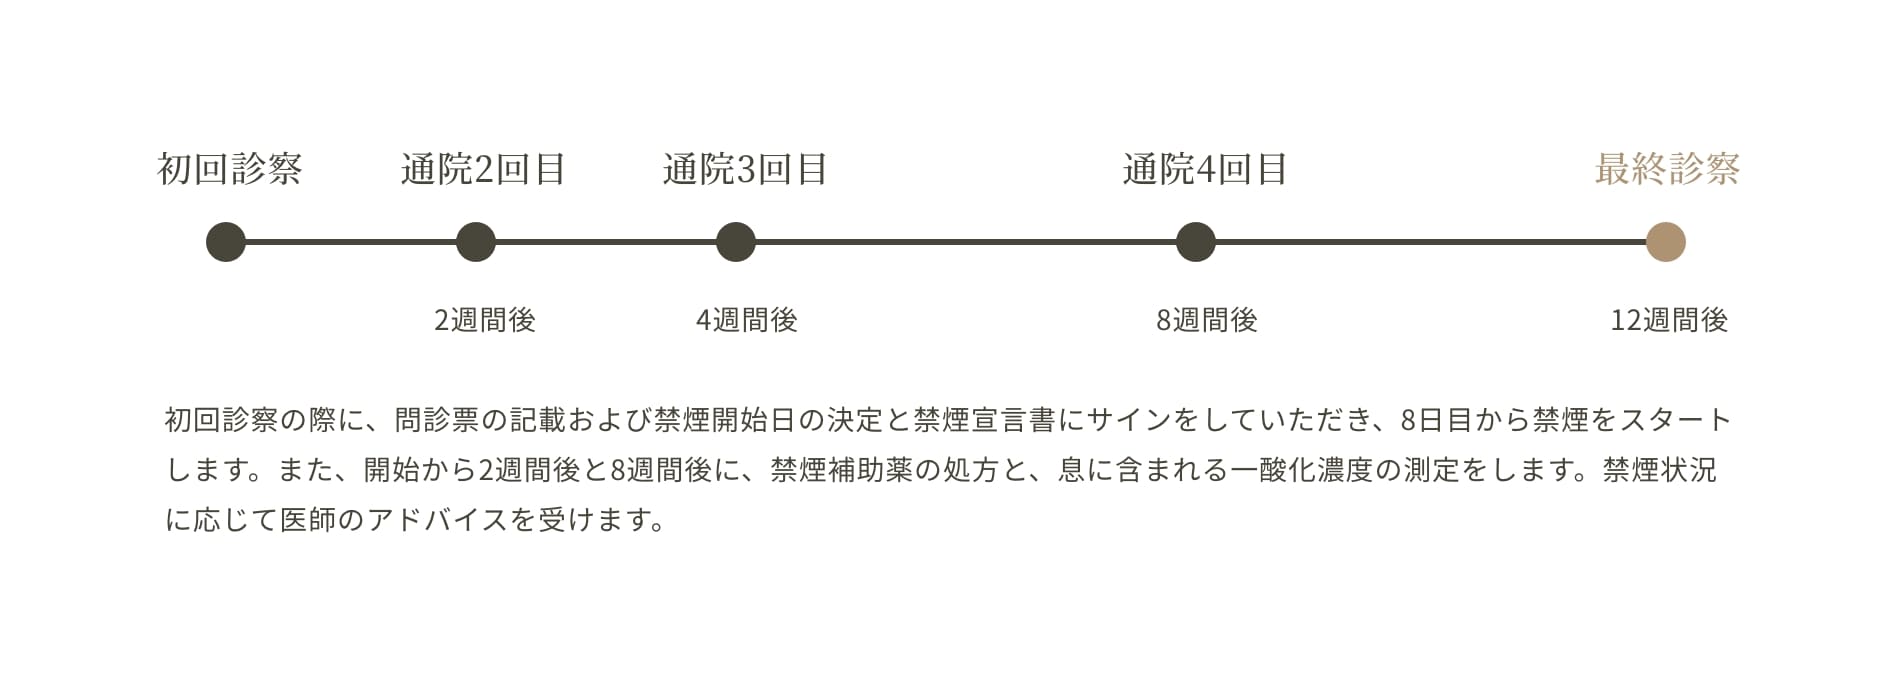 初回診察
通院2回目
通院3回目
通院4回目
最終診察
2週間後
4週間後
8週間後
12週間後
初回診察の際に、問診票の記載および禁煙開始日の決定と禁煙宣言書にサインをしていただき、8日目から禁煙をスタート
します。また、開始から2週間後と8週間後に、禁煙補助薬の処方と、息に含まれる一酸化濃度の測定をします。禁煙状況
に応じて医師のアドバイスを受けます。